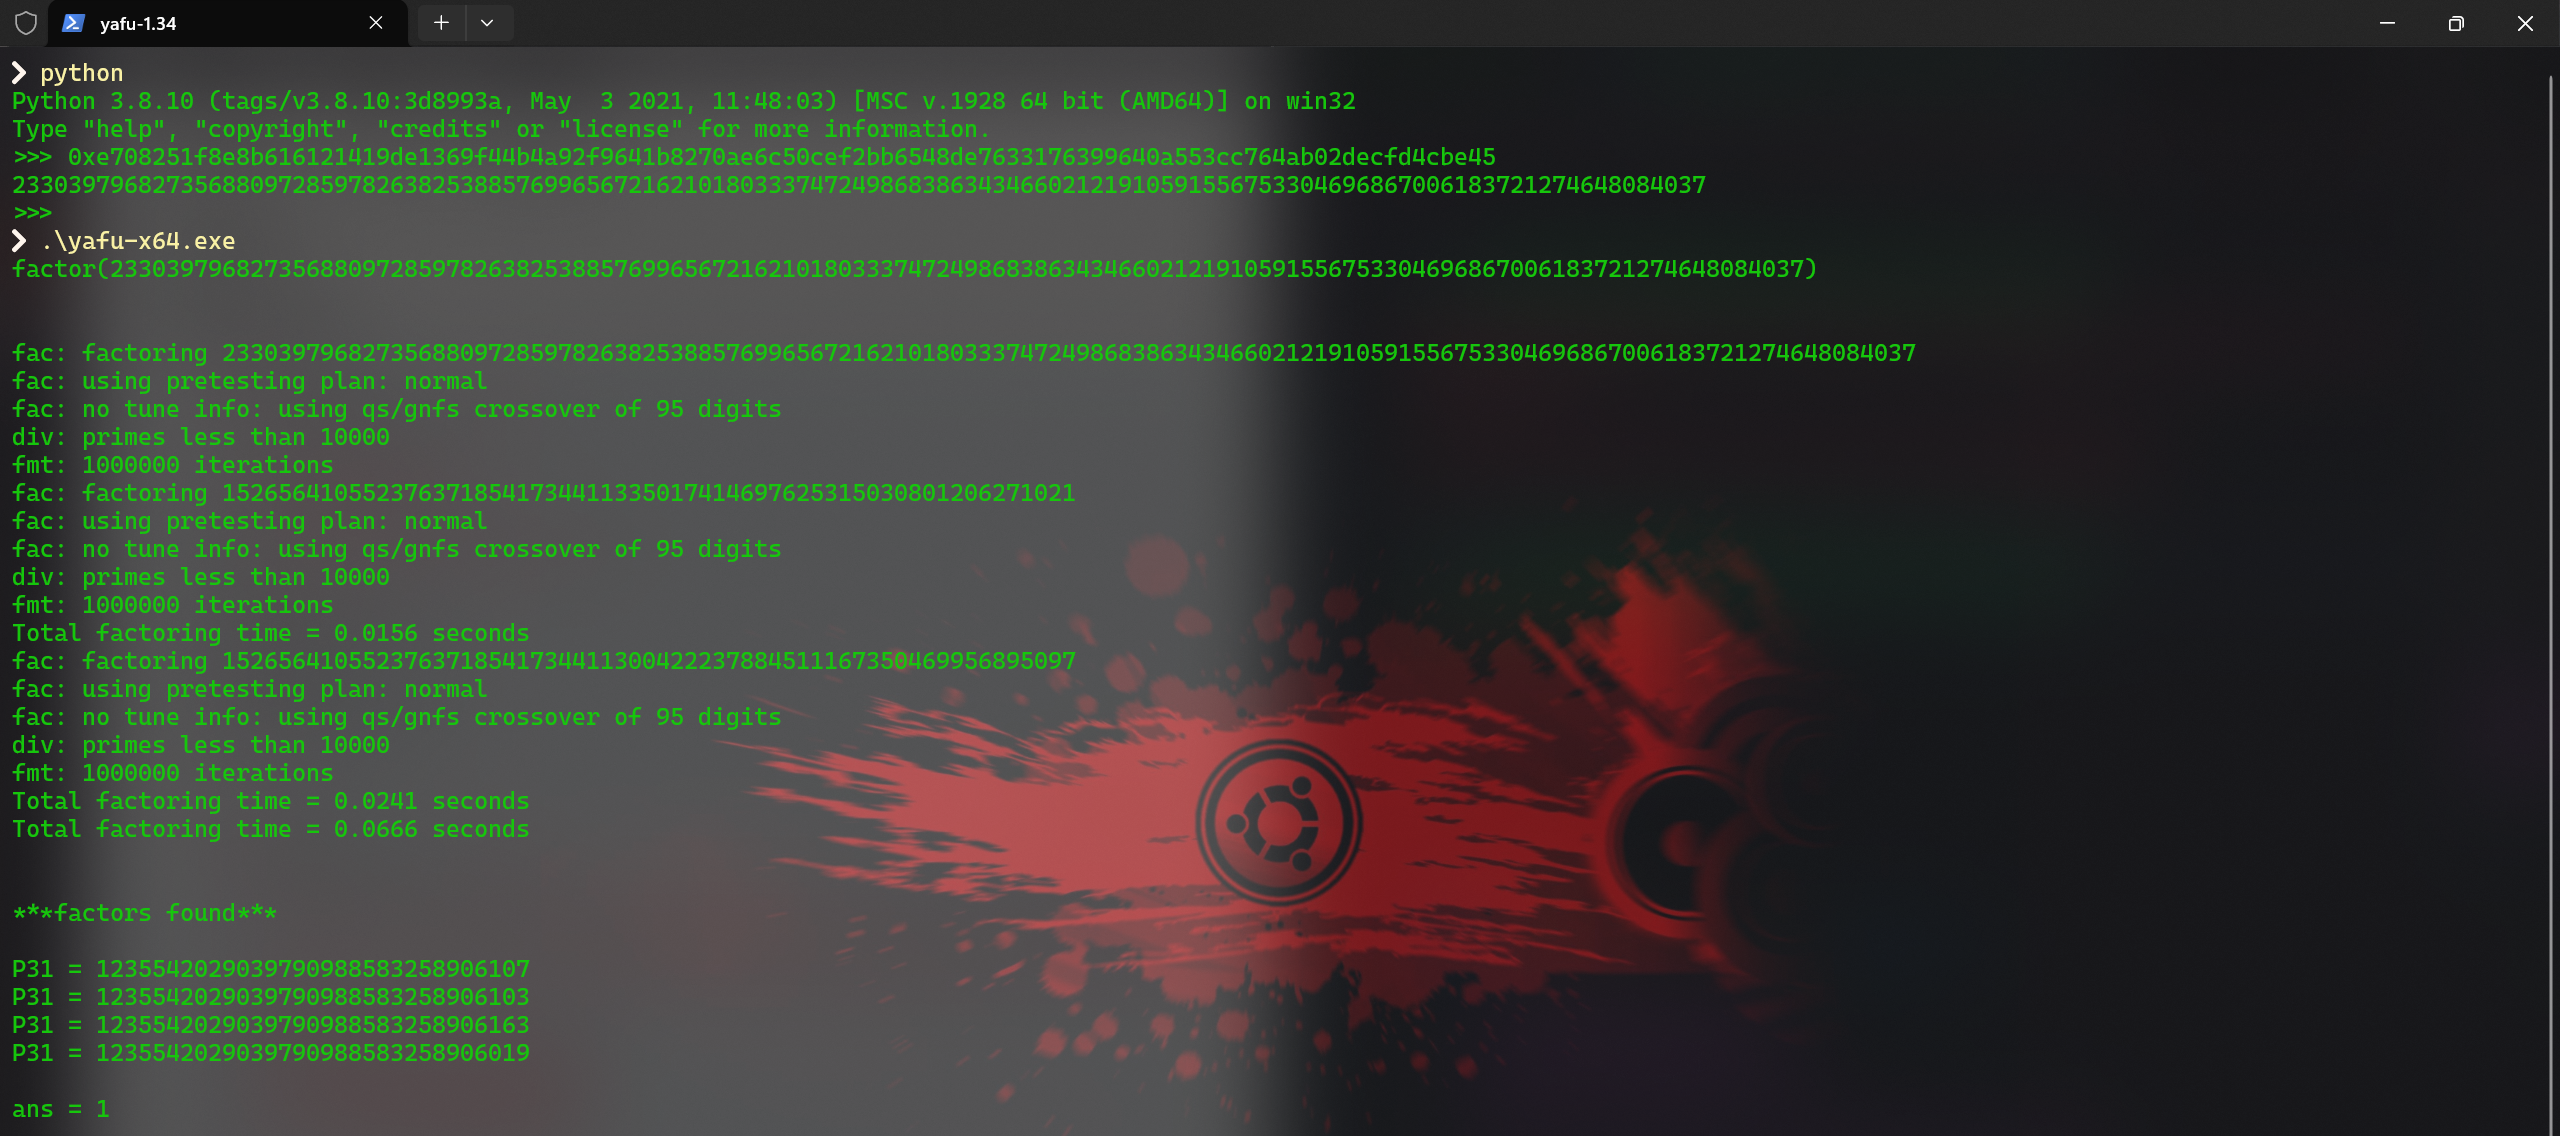 yafu-1.34
❯ python
Python 3.8.10 (tags/v3.8.10:3d8993a, May  3 2021, 11:48:03) [MSC v.1928 64 bit (AMD64)] on win32
Type "help", "copyright", "credits" or "license" for more information.
>>> 0xe708251f8e8b616121419de1369f44b4a92f9641b8270ae6c50cef2bb6548de7633176399640a553cc764ab02decfd4cbe45
2330397968273568809728597826382538857699656721621018033374724986838634346602121910591556753304696867006183721274648084037
>>>
❯ .\yafu-x64.exe
factor(2330397968273568809728597826382538857699656721621018033374724986838634346602121910591556753304696867006183721274648084037)


fac: factoring 2330397968273568809728597826382538857699656721621018033374724986838634346602121910591556753304696867006183721274648084037
fac: using pretesting plan: normal
fac: no tune info: using qs/gnfs crossover of 95 digits
div: primes less than 10000
fmt: 1000000 iterations
fac: factoring 1526564105523763718541734411335017414697625315030801206271021
fac: using pretesting plan: normal
fac: no tune info: using qs/gnfs crossover of 95 digits
div: primes less than 10000
fmt: 1000000 iterations
Total factoring time = 0.0156 seconds
fac: factoring 1526564105523763718541734411300422237884511167350469956895097
fac: using pretesting plan: normal
fac: no tune info: using qs/gnfs crossover of 95 digits
div: primes less than 10000
fmt: 1000000 iterations
Total factoring time = 0.0241 seconds
Total factoring time = 0.0666 seconds


***factors found***

P31 = 1235542029039790988583258906107
P31 = 1235542029039790988583258906103
P31 = 1235542029039790988583258906163
P31 = 1235542029039790988583258906019

ans = 1